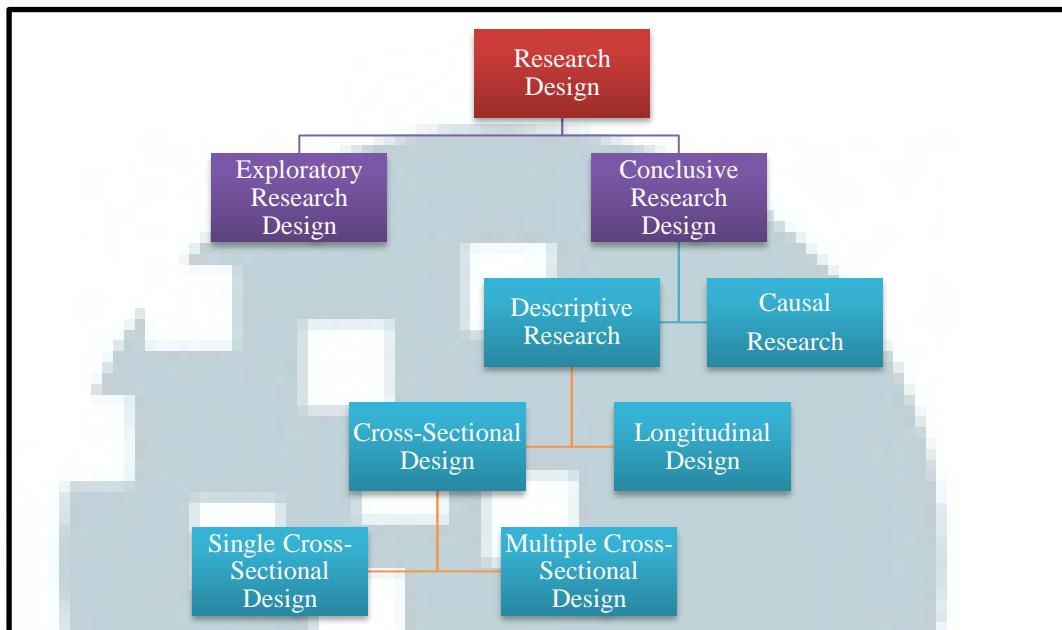 Research
Design
Exploratory
Research
Design
Conclusive
Research
Design
Descriptive
Research
Causal
Research
Cross-Sectional
Design
Longitudinal
Design
Single Cross-
Sectional
Design
Multiple Cross-
Sectional
Design